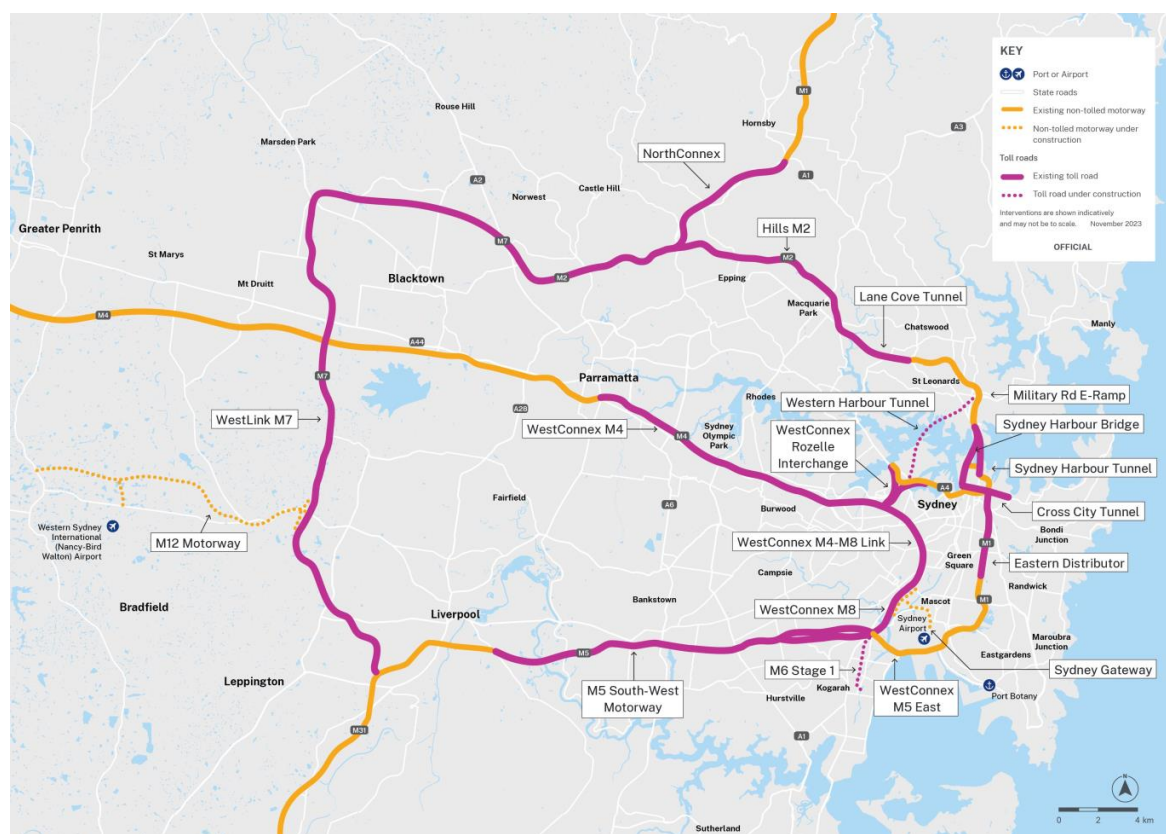 KEY
Port or Airport
State roads
Existing non-tolled motorway
Non-tolled motorway under
construction
Toll roads
Existing toll road
Toll road under construction
Interventions are shown indicatively
and may not be to scale. November 2023
OFFICIAL
M1
Hornsby
A3
Rouse Hill
Marsden Park
NorthConnex
A1
A2
Castle Hill
Norwest
Greater Penrith
Hills M2
St Marys
M7
M2
Blacktown
M2
Epping
Mt Druitt
Lane Cove Tunnel
Macquarie
Park
M4
Chatswood
Manly
A44
M7
Parramatta
St Leonards
Military Rd E-Ramp
Rhodes
Western Harbour Tunnel
A28
WestLink M7
WestConnex M4
M4
Sydney
Olympic
Park
WestConnex
Rozelle
Interchange
Sydney Harbour Bridge
Sydney Harbour Tunnel
A4
Sydney
Fairfield
A6
Burwood
Cross City Tunnel
Western Sydney
International
(Nancy-Bird
Walton) Airport
M12 Motorway
WestConnex M4-M8 Link
Bondi
Junction
M1
Green
Square
Eastern Distributor
Campsie
Randwick
Bradfield
Liverpool
Bankstown
WestConnex M8
Mascot
M1
Sydney
Airport
Maroubra
Junction
Eastgardens
M5
Leppington
M5 South-West
Motorway
M6 Stage 1
Kogarah
Hurstville
WestConnex
M5 East
Sydney Gateway
Port Botany
M31
A1
Sutherland
N
0 2 4 km